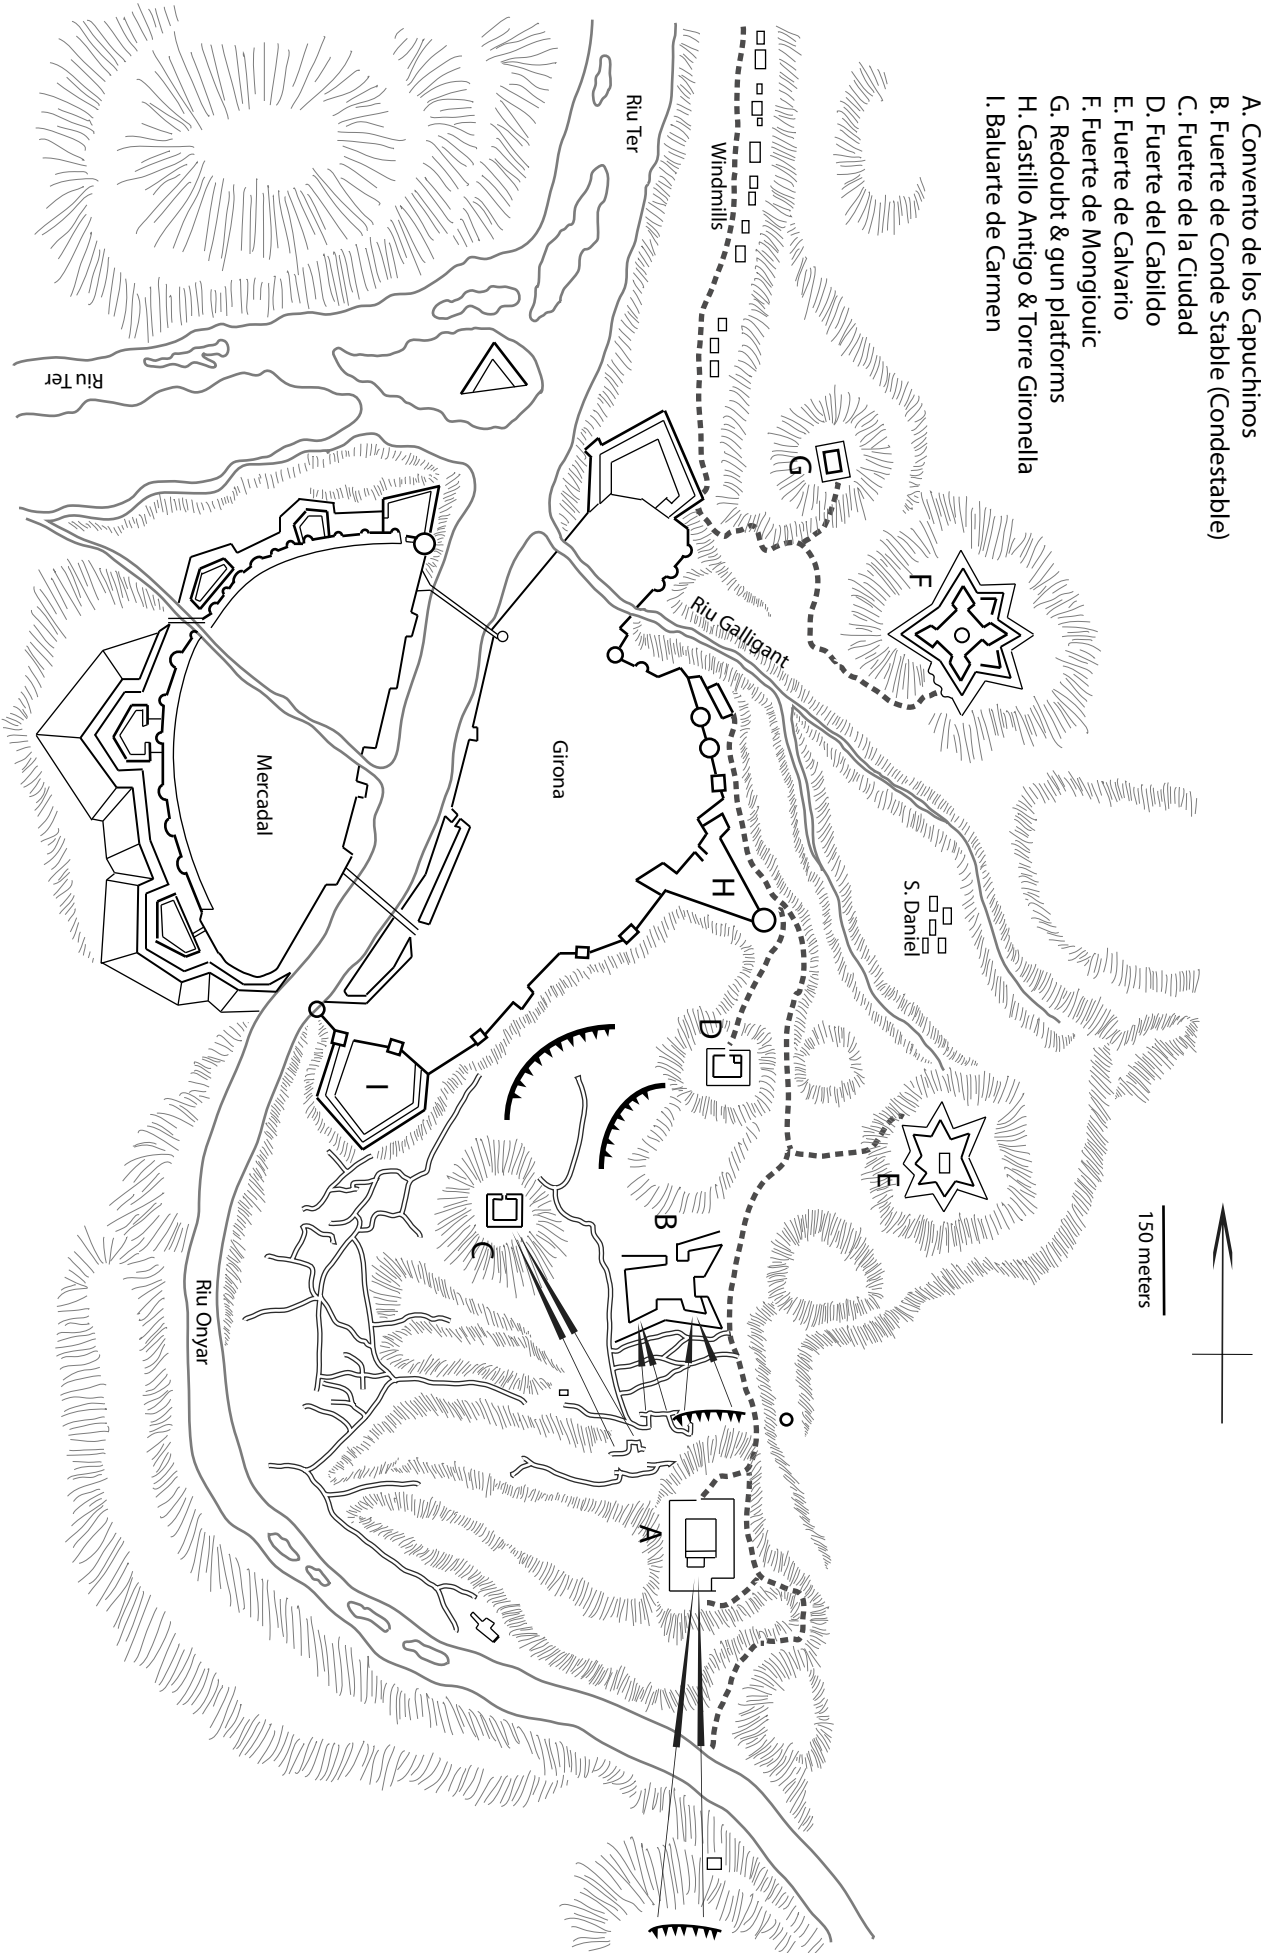 A. Convento de los Capuchinos
B. Fuerte de Conde Stable (Condestable)
C. Fuetre de la Ciudad
D. Fuerte del Cabildo
E. Fuerte de Calvario
F. Fuerte de Mongiouic
G. Redoubt & gun platforms
H. Castillo Antigo & Torre Gironella
I. Baluarte de Carmen
Riu Ter
Windmills
Riu Ter
G
F
Riu Galligant
Girona
Mercadal
H
S. Daniel
D
I
E
C
B
150 meters
Riu Onyar
A